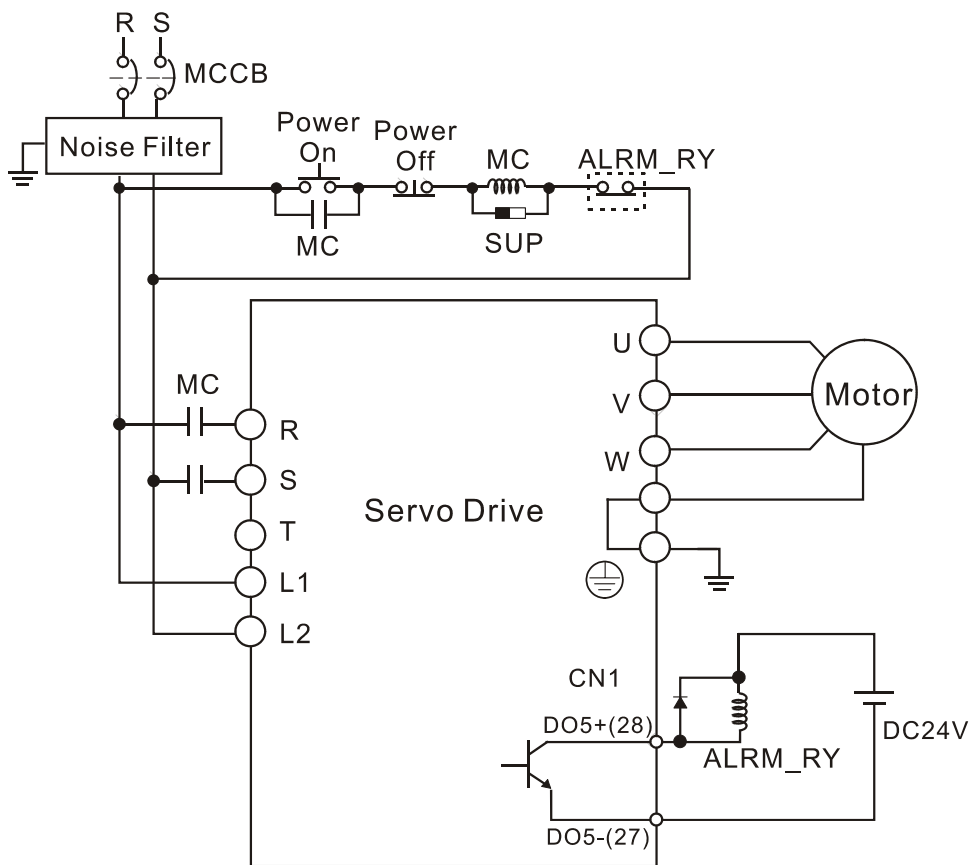 R S
MCCB
Noise Filter
Power
On
Power
Off
MC
ALRM_RY
MC
SUP
MC
R
S
T
L1
L2
Servo Drive
U
V
W
Motor
CN1
DO5+(28)
DO5-(27)
ALRM_RY
DC24V